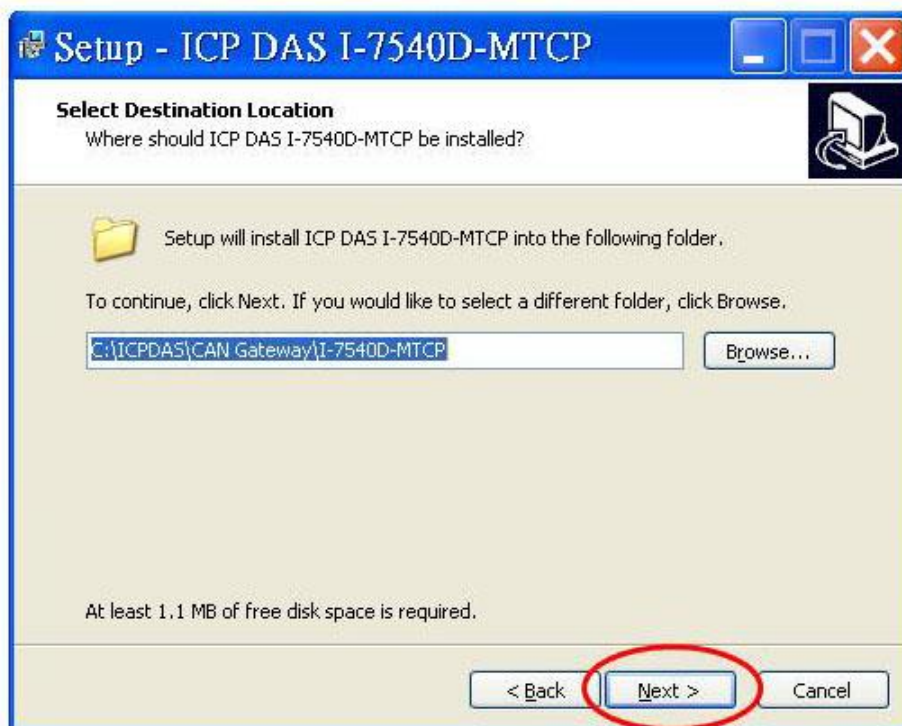 Setup - ICP DAS I-7540D-MTCP
Select Destination Location
Where should ICP DAS I-7540D-MTCP be installed?
Setup will install ICP DAS I-7540D-MTCP into the following folder.
To continue, click Next. If you would like to select a different folder, click Browse.
C:\ICPDAS\CAN Gateway\I-7540D-MTCP
Browse...
At least 1.1 MB of free disk space is required.
< Back
Next >
Cancel